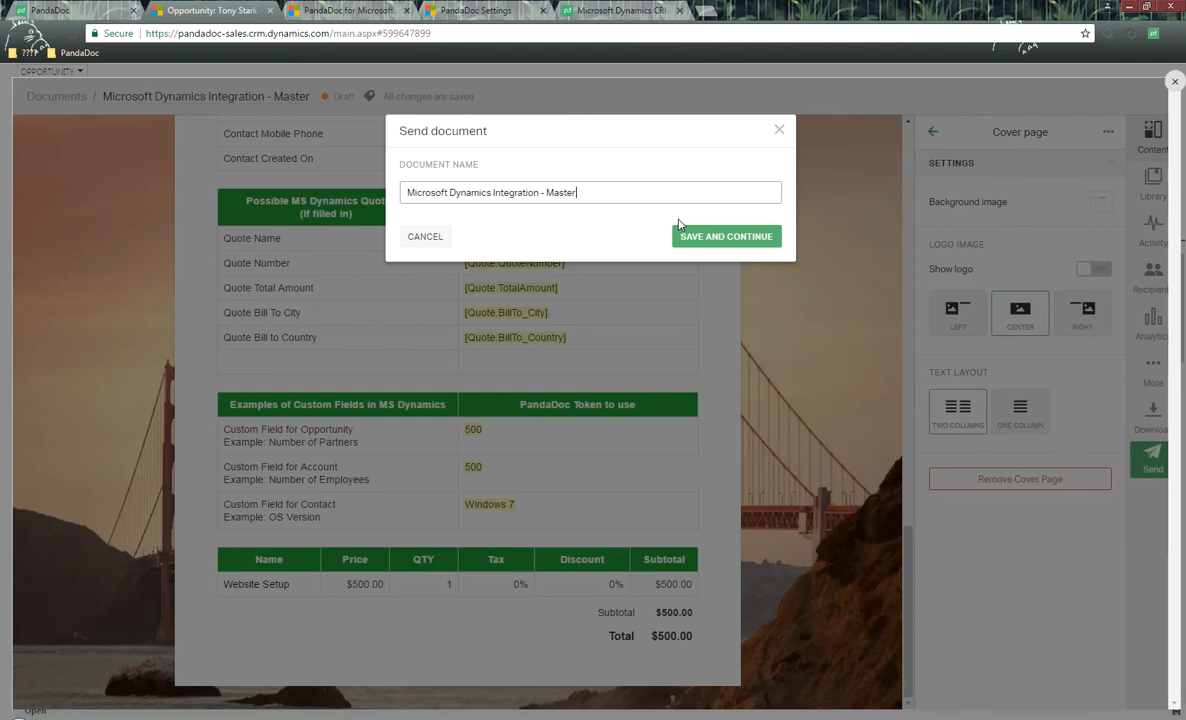 PandaDoc
Opportunity: Tony Stark
PandaDoc for Microsoft
PandaDoc Settings
Microsoft Dynamics CRM
Secure
https://pandadoc-sales.crm.dynamics.com/main.aspx#599647899
????
PandaDoc
OPPORTUNITY
Documents / Microsoft Dynamics Integration - Master
Draft
All changes are saved
Send document
DOCUMENT NAME
Microsoft Dynamics Integration - Master
CANCEL
SAVE AND CONTINUE
Contact Mobile Phone
Contact Created On
Possible MS Dynamics Quo
(If filled in)
Quote Name
Quote Number
[Quote.QuoteNumber]
Quote Total Amount
[Quote.TotalAmount]
Quote Bill To City
[Quote.BillTo_City]
Quote Bill to Country
[Quote.BillTo_Country]
Examples of Custom Fields in MS Dynamics
PandaDoc Token to use
Custom Field for Opportunity
Example: Number of Partners
500
Custom Field for Account
Example: Number of Employees
500
Custom Field for Contact
Example: OS Version
Windows 7
Name Price QTY Tax Discount Subtotal
Website Setup $500.00 1 0% 0% $500.00
Subtotal $500.00
Total $500.00
Cover page
SETTINGS
Background image
LOGO IMAGE
Show logo
OFF
LEFT
CENTER
RIGHT
TEXT LAYOUT
TWO COLUMNS
ONE COLUMN
Remove Cover Page
Content
Library
Activity
Recipient
Analytics
More
Download
Send
Open